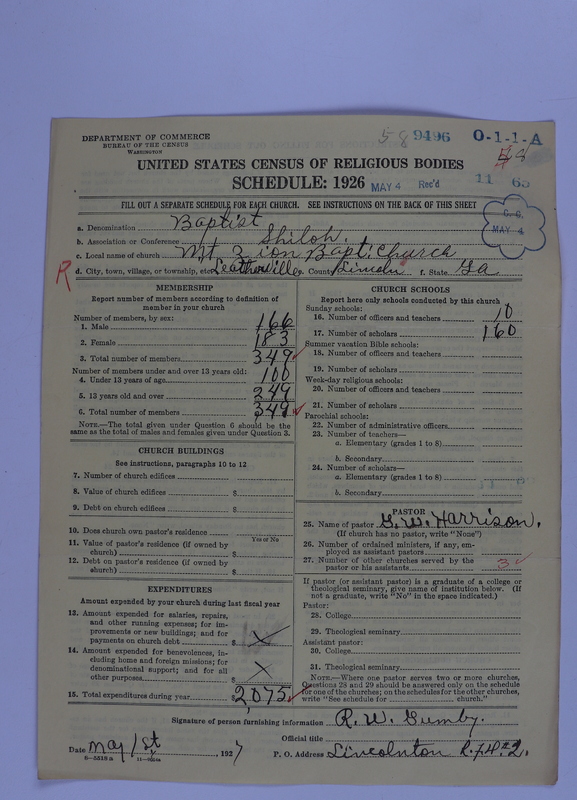 DEPARTMENT OF COMMERCE
BUREAU OF THE CENSUS
WASHINGTON
58 9496 O-1-1-A
UNITED STATES CENSUS OF RELIGIOUS BODIES
SCHEDULE: 1926
MAY 4 Rec'd 11 65
FILL OUT A SEPARATE SCHEDULE FOR EACH CHURCH. SEE INSTRUCTIONS ON THE BACK OF THIS SHEET
a. Denomination Baptist
b. Association or Conference Shiloh.
c. Local name of church Mt Zion Bapt. Church
d. City, town, village, or township, etc. Leathersville e. County Lincoln f. State Ga
MAY 4
R
MEMBERSHIP
Report number of members according to definition of
member in your church
Number of members, by sex:
1. Male 166
2. Female 183
3. Total number of members 349
Number of members under and over 13 years old:
4. Under 13 years of age 100
5. 13 years old and over 249
6. Total number of members 349
NOTE.—The total given under Question 6 should be the
same as the total of males and females given under Question 3.
CHURCH BUILDINGS
See instructions, paragraphs 10 to 12
7. Number of church edifices
8. Value of church edifices $
9. Debt on church edifices $
10. Does church own pastor's residence
Yes or No
11. Value of pastor's residence (if owned by
church) $
12. Debt on pastor's residence (if owned by
church) $
EXPENDITURES
Amount expended by your church during last fiscal year
13. Amount expended for salaries, repairs,
and other running expenses; for im-
provements or new buildings; and for
payments on church debt $ X
14. Amount expended for benevolences, in-
cluding home and foreign missions; for
denominational support; and for all
other purposes $ X
15. Total expenditures during year $ 2075
CHURCH SCHOOLS
Report here only schools conducted by this church
Sunday schools:
16. Number of officers and teachers 10
17. Number of scholars 160
Summer vacation Bible schools:
18. Number of officers and teachers
19. Number of scholars
Week-day religious schools:
20. Number of officers and teachers
21. Number of scholars
Parochial schools:
22. Number of administrative officers
23. Number of teachers—
a. Elementary (grades 1 to 8)
b. Secondary
24. Number of scholars—
a. Elementary (grades 1 to 8)
b. Secondary
PASTOR
25. Name of pastor G. W. Harrison.
(If church has no pastor, write "None")
26. Number of ordained ministers, if any, em-
ployed as assistant pastors
27. Number of other churches served by the
pastor or his assistants 3
If pastor (or assistant pastor) is a graduate of a college or
theological seminary, give name of institution below. (If
not a graduate, write "No" in the space indicated.)
Pastor:
28. College
29. Theological seminary
Assistant pastor:
30. College
31. Theological seminary
NOTE.—Where one pastor serves two or more churches,
Questions 28 and 29 should be answered only on the schedule
for one of the churches; on the schedules for the other churches,
write "See schedule for church."
Signature of person furnishing information R. W. Gumby.
Official title
Date May 1st, 1927 P. O. Address Lincolnton R.F.D. #2.